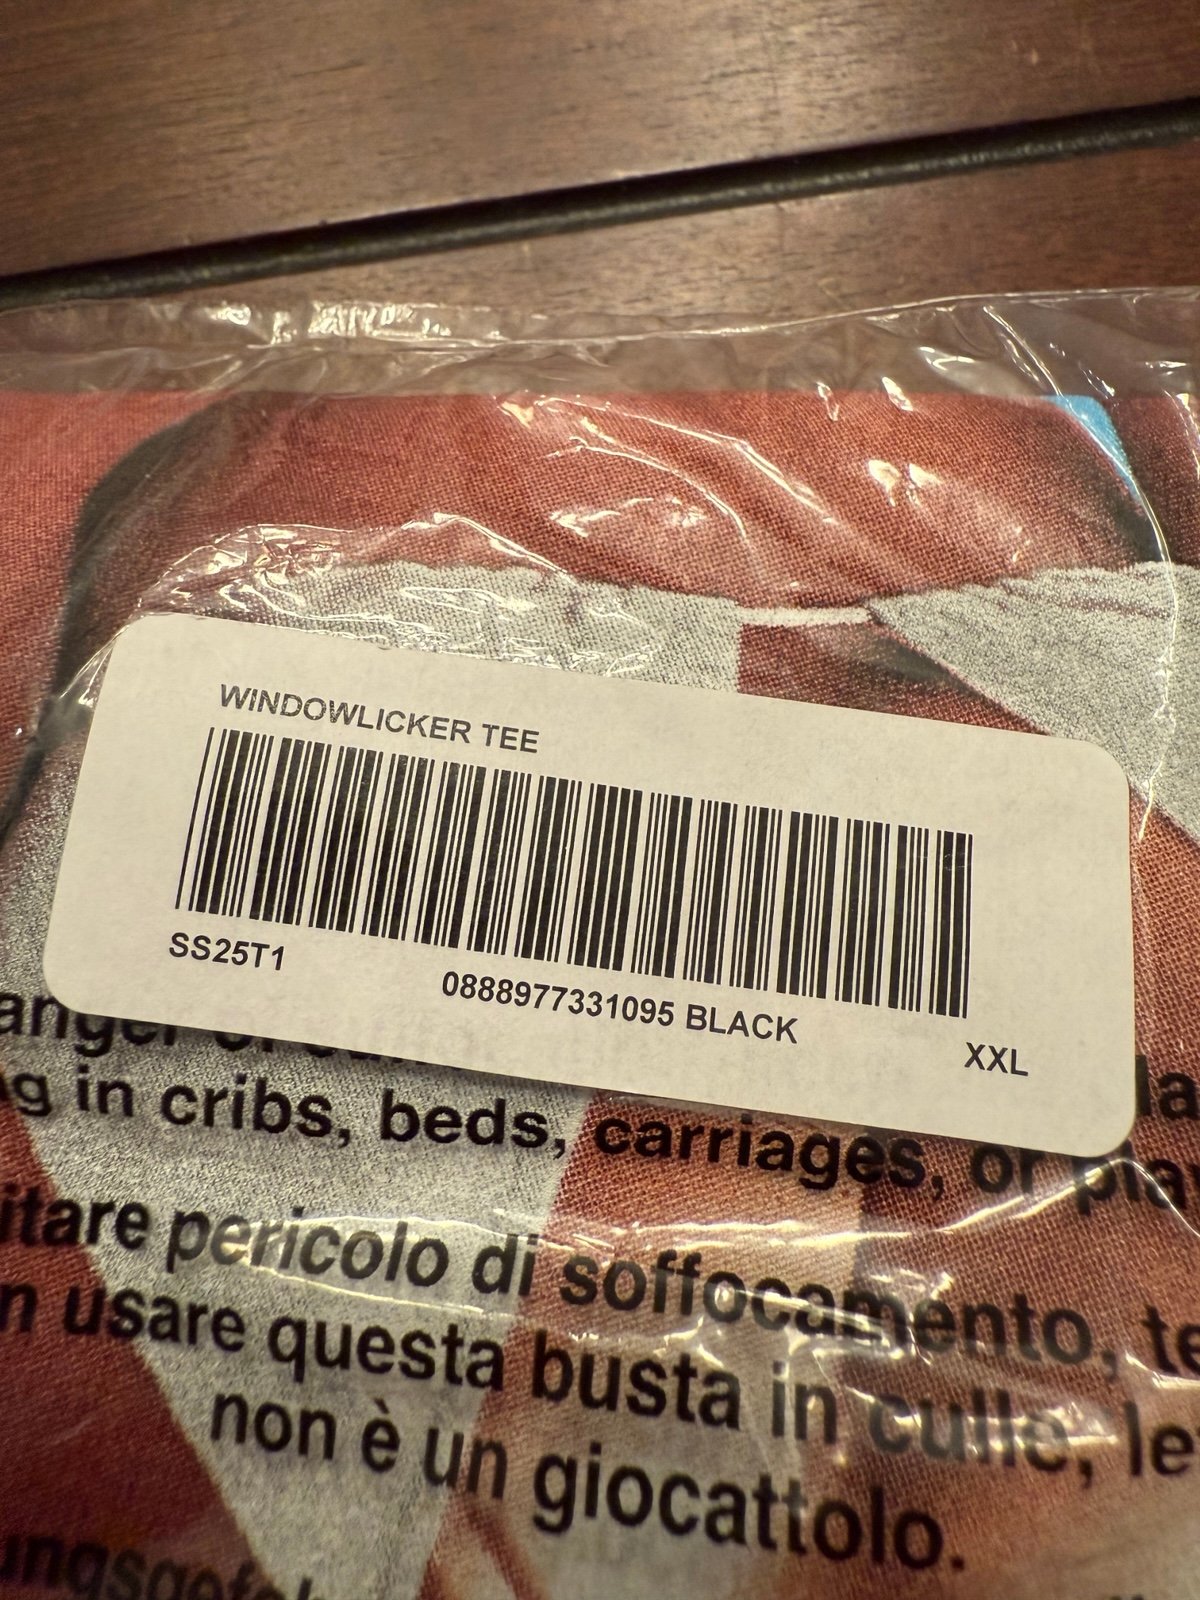 WINDOWLICKER TEE
SS25T1
0888977331095 BLACK
XXL
in cribs, beds, carriages, or
pericolo di soffocamento,
usare questa busta in culle,
non è un giocattolo.